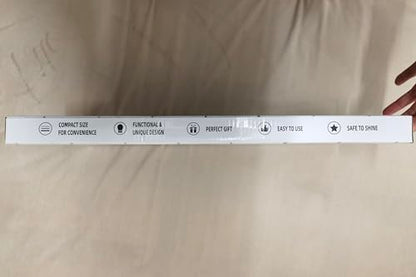 COMPACT SIZE
FOR CONVENIENCE
FUNCTIONAL &
UNIQUE DESIGN
PERFECT GIFT
EASY TO USE
SAFE TO SHINE